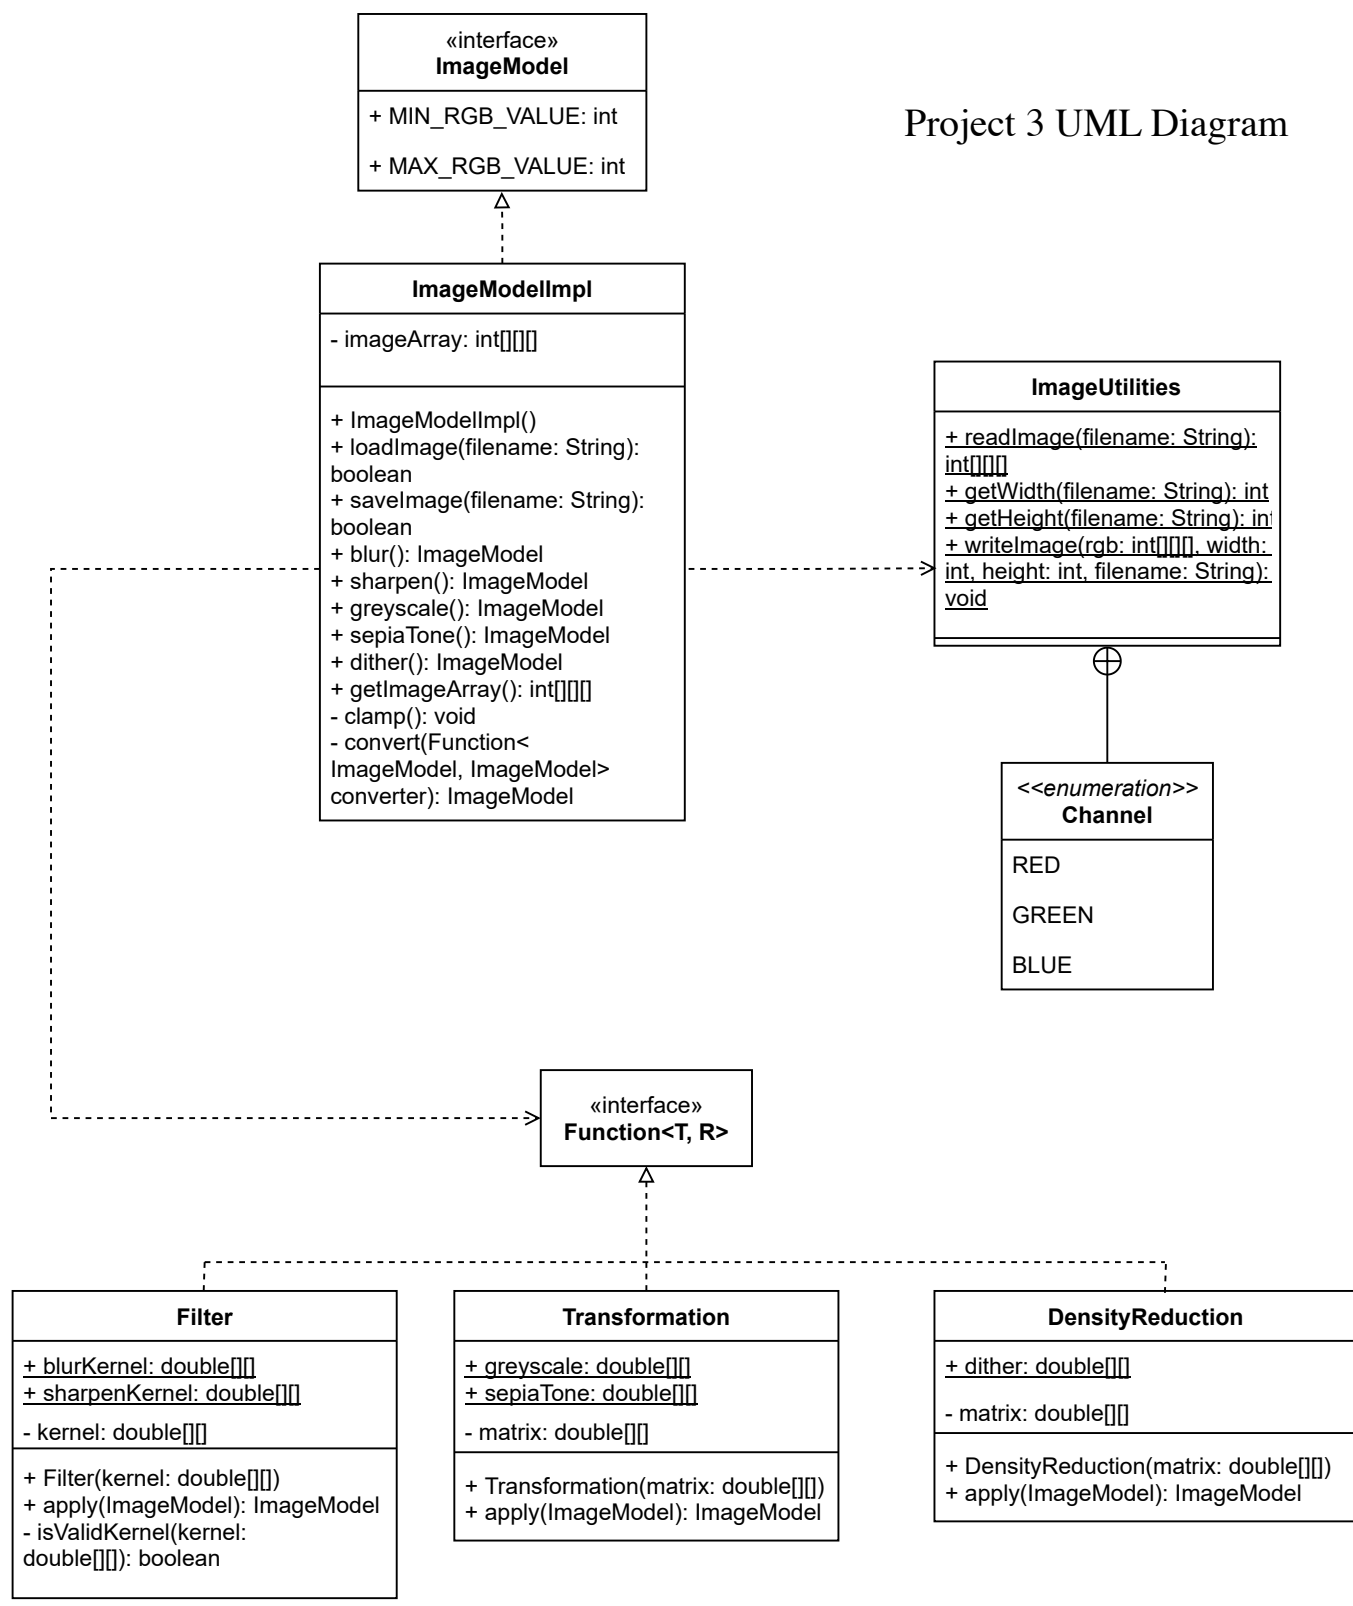 «interface»
ImageModel
+ MIN_RGB_VALUE: int
+ MAX_RGB_VALUE: int
Project 3 UML Diagram
ImageModelImpl
- imageArray: int[][][]
+ ImageModelImpl()
+ loadImage(filename: String):
boolean
+ saveImage(filename: String):
boolean
+ blur(): ImageModel
+ sharpen(): ImageModel
+ greyscale(): ImageModel
+ sepiaTone(): ImageModel
+ dither(): ImageModel
+ getImageArray(): int[][][]
- clamp(): void
- convert(Function<
ImageModel, ImageModel>
converter): ImageModel
ImageUtilities
+ readImage(filename: String):
int[][][]
+ getWidth(filename: String): int
+ getHeight(filename: String): int
+ writeImage(rgb: int[][][], width:
int, height: int, filename: String):
void
<<enumeration>>
Channel
RED
GREEN
BLUE
«interface»
Function<T, R>
Filter
+ blurKernel: double[][]
+ sharpenKernel: double[][]
- kernel: double[][]
+ Filter(kernel: double[][])
+ apply(ImageModel): ImageModel
- isValidKernel(kernel:
double[][]): boolean
Transformation
+ greyscale: double[][]
+ sepiaTone: double[][]
- matrix: double[][]
+ Transformation(matrix: double[][])
+ apply(ImageModel): ImageModel
DensityReduction
+ dither: double[][]
- matrix: double[][]
+ DensityReduction(matrix: double[][])
+ apply(ImageModel): ImageModel